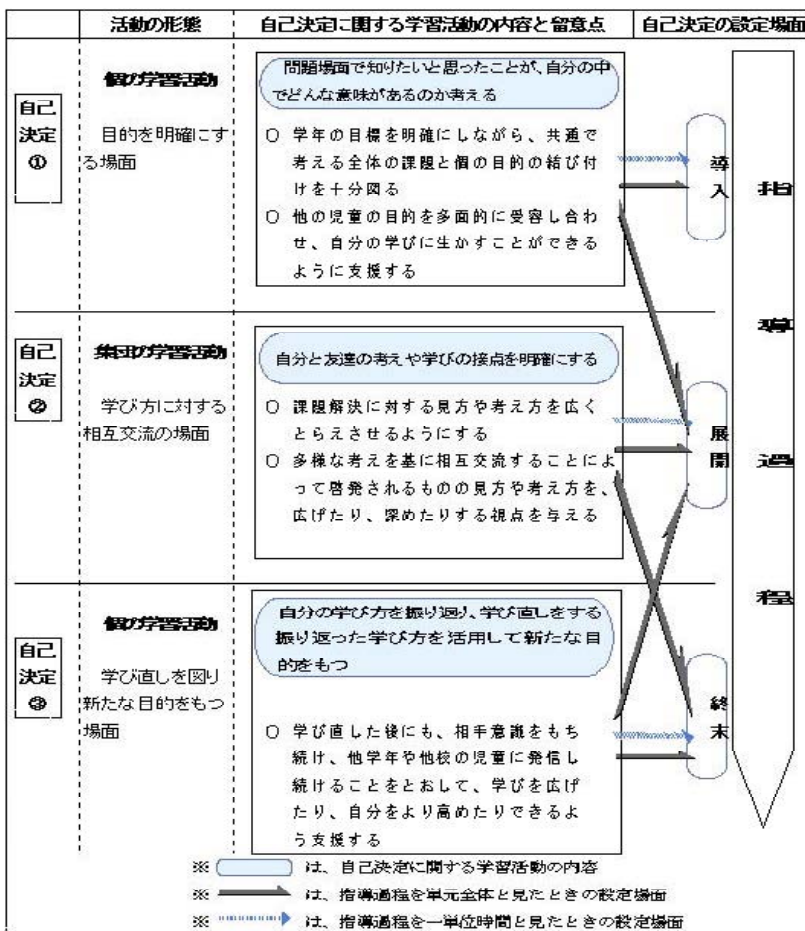 活動の形態
自己決定に関する学習活動の内容と留意点
自己決定の設定場面
自己
決定
①
個の学習活動
目的を明確にす
る場面
問題場面で知りたいと思ったことが、自分の中
でどんな意味があるのか考える
○ 学年の目標を明確にしながら、共通で
考える全体の課題と個の目的の結び付
けを十分図る
○ 他の児童の目的を多面的に受容し合わ
せ、自分の学びに生かすことができる
ように支援する
導
入
自己
決定
②
集団の学習活動
学び方に対する
相互交流の場面
自分と友達の考えや学びの接点を明確にする
○ 課題解決に対する見方や考え方を広く
とらえさせるようにする
○ 多様な考えを基に相互交流することによ
って啓発されるものの見方や考え方を、
広げたり、深めたりする視点を与える
展
開
自己
決定
③
個の学習活動
学び直しを図り
新たな目的をもつ
場面
自分の学び方を振り返り、学び直しをする
振り返った学び方を活用して新たな目
的をもつ
○ 学び直した後にも、相手意識をもち
続け、他学年や他校の児童に発信し
続けることをとおして、学びを広げ
たり、自分をより高めたりできるよ
う支援する
終
末
指
導
過
程
※ は、自己決定に関する学習活動の内容
※ は、指導過程を単元全体と見たときの設定場面
※ は、指導過程を一単位時間と見たときの設定場面